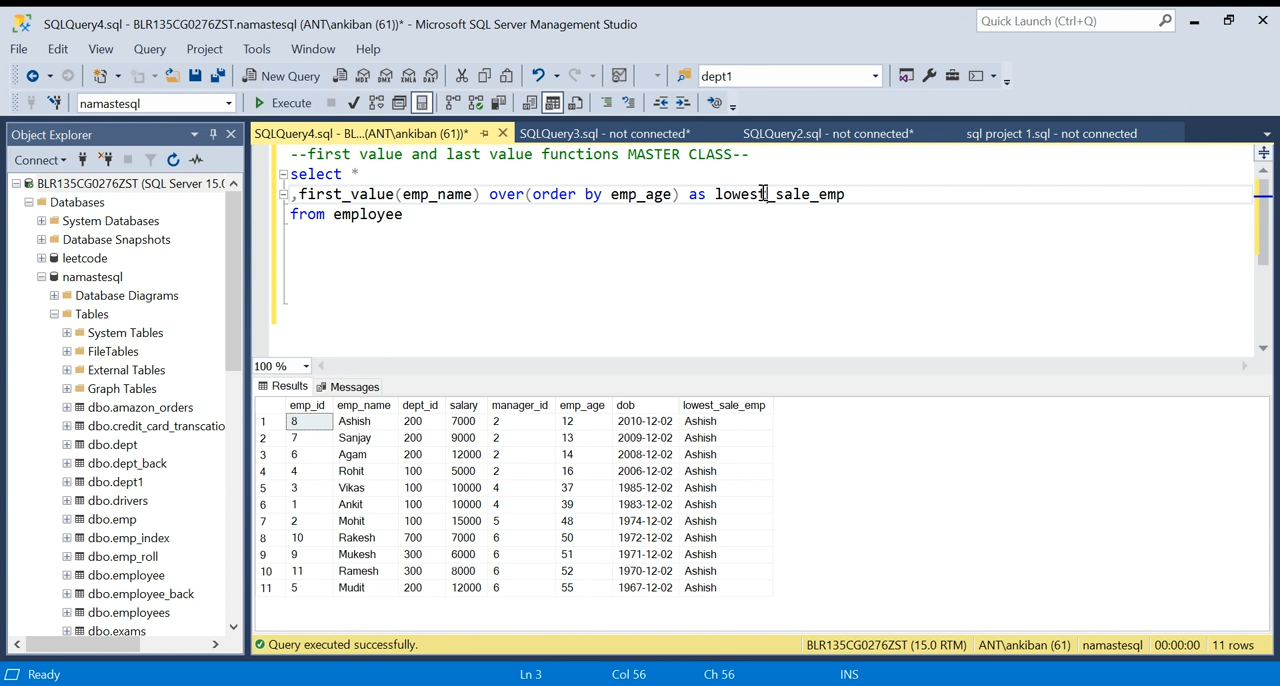 SQLQuery4.sql - BLR135CG0276ZST.namastesql (ANT\ankiban (61))* - Microsoft SQL Server Management Studio
Quick Launch (Ctrl+Q)
File Edit View Query Project Tools Window Help
New Query MDX DMX XMLA DAX dept1
namastesql Execute
Object Explorer
SQLQuery4.sql - BL...(ANT\ankiban (61))* SQLQuery3.sql - not connected* SQLQuery2.sql - not connected* sql project 1.sql - not connected
Connect
BLR135CG0276ZST (SQL Server 15.0
Databases
System Databases
Database Snapshots
leetcode
namastesql
Database Diagrams
Tables
System Tables
FileTables
External Tables
Graph Tables
dbo.amazon_orders
dbo.credit_card_transcatio
dbo.dept
dbo.dept_back
dbo.dept1
dbo.drivers
dbo.emp
dbo.emp_index
dbo.emp_roll
dbo.employee
dbo.employee_back
dbo.employees
dbo.exams
--first value and last value functions MASTER CLASS--
select *
,first_value(emp_name) over(order by emp_age) as lowest_sale_emp
from employee
100 %
Results Messages
emp_id emp_name dept_id salary manager_id emp_age dob lowest_sale_emp
1 8 Ashish 200 7000 2 12 2010-12-02 Ashish
2 7 Sanjay 200 9000 2 13 2009-12-02 Ashish
3 6 Agam 200 12000 2 14 2008-12-02 Ashish
4 4 Rohit 100 5000 2 16 2006-12-02 Ashish
5 3 Vikas 100 10000 4 37 1985-12-02 Ashish
6 1 Ankit 100 10000 4 39 1983-12-02 Ashish
7 2 Mohit 100 15000 5 48 1974-12-02 Ashish
8 10 Rakesh 700 7000 6 50 1972-12-02 Ashish
9 9 Mukesh 300 6000 6 51 1971-12-02 Ashish
10 11 Ramesh 300 8000 6 52 1970-12-02 Ashish
11 5 Mudit 200 12000 6 55 1967-12-02 Ashish
Query executed successfully. BLR135CG0276ZST (15.0 RTM) ANT\ankiban (61) namastesql 00:00:00 11 rows
Ready Ln 3 Col 56 Ch 56 INS